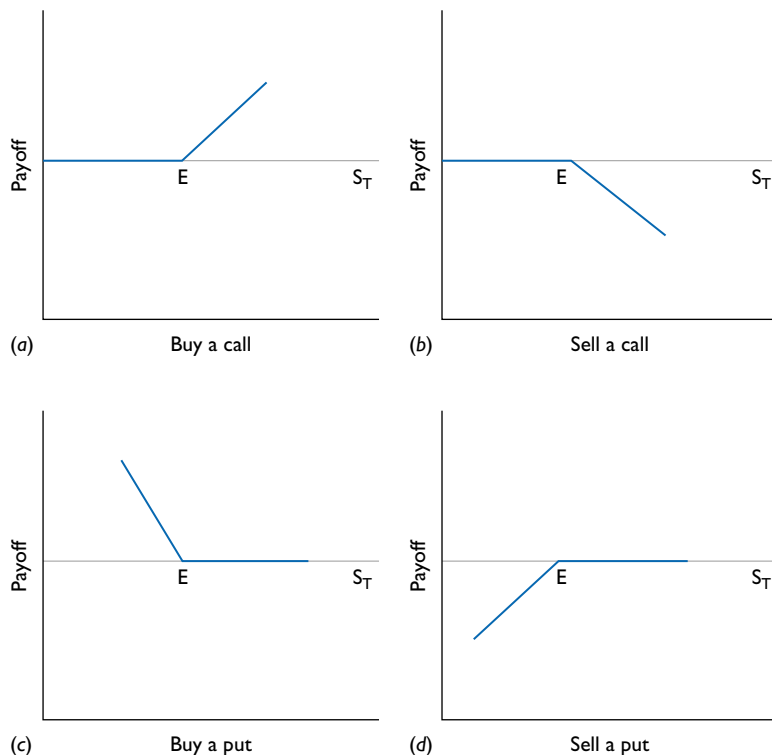 Payoff
E
S_T
(a) Buy a call
Payoff
E
S_T
(b) Sell a call
Payoff
E
S_T
(c) Buy a put
Payoff
E
S_T
(d) Sell a put